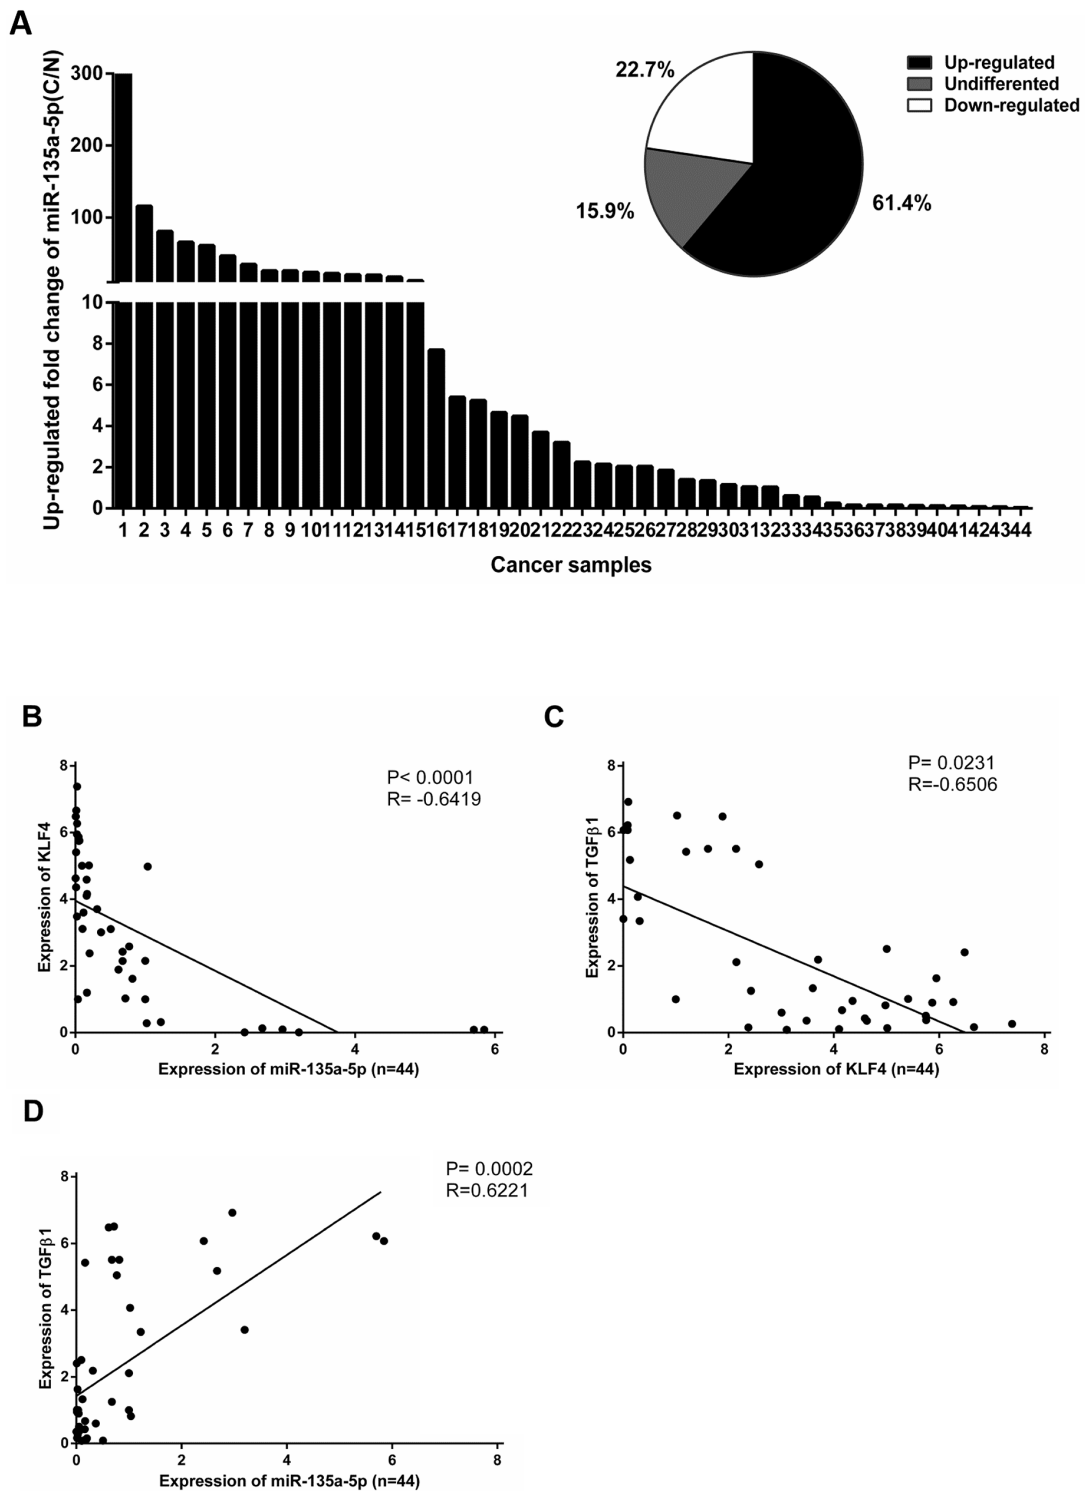 A
Up-regulated fold change of miR-135a-5p(C/N)
300
200
100
10
8
6
4
2
0
1 2 3 4 5 6 7 8 9 10 11 12 13 14 15 16 17 18 19 20 21 22 23 24 25 26 27 28 29 30 31 32 33 34 35 36 37 38 39 40 41 42 43 44
Cancer samples
22.7%
15.9%
61.4%
Up-regulated
Undifferented
Down-regulated
B
Expression of KLF4
8
6
4
2
0
0 2 4 6
Expression of miR-135a-5p (n=44)
P< 0.0001
R= -0.6419
C
Expression of TGFβ1
8
6
4
2
0
0 2 4 6 8
Expression of KLF4 (n=44)
P= 0.0231
R=-0.6506
D
Expression of TGFβ1
8
6
4
2
0
0 2 4 6 8
Expression of miR-135a-5p (n=44)
P= 0.0002
R=0.6221